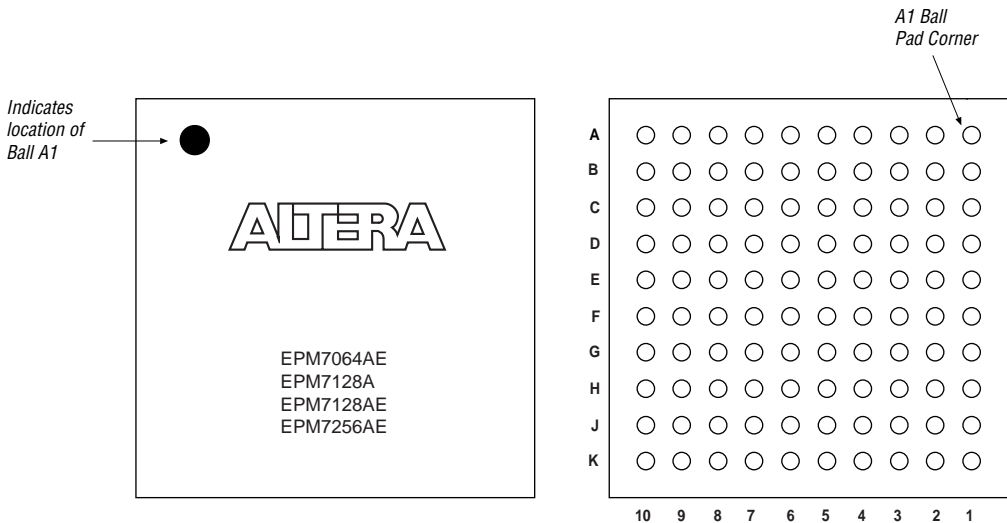 A1 Ball
Pad Corner
Indicates
location of
Ball A1
ALTERA
EPM7064AE
EPM7128A
EPM7128AE
EPM7256AE
A
B
C
D
E
F
G
H
J
K
10 9 8 7 6 5 4 3 2 1